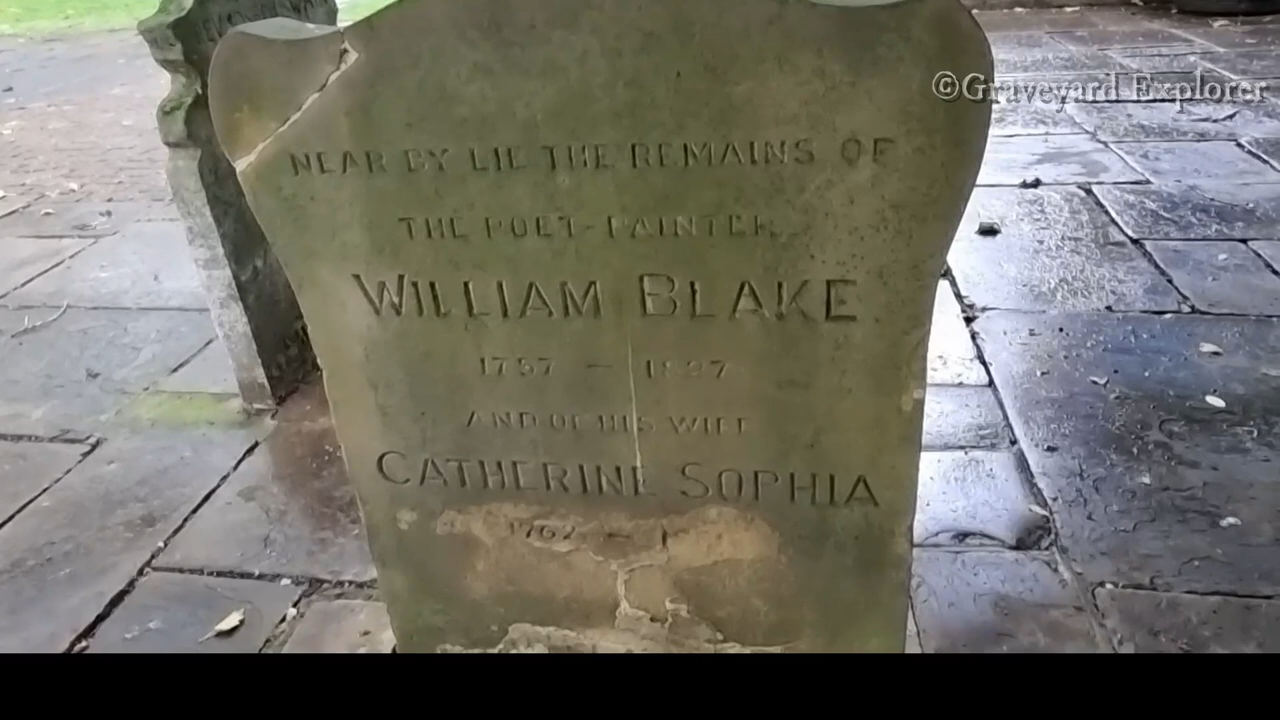 ©Graveyard Explorer
NEAR BY LIE THE REMAINS OF
THE POET-PAINTER
WILLIAM BLAKE
1757 — 1827
AND OF HIS WIFE
CATHERINE SOPHIA
1762 — 1